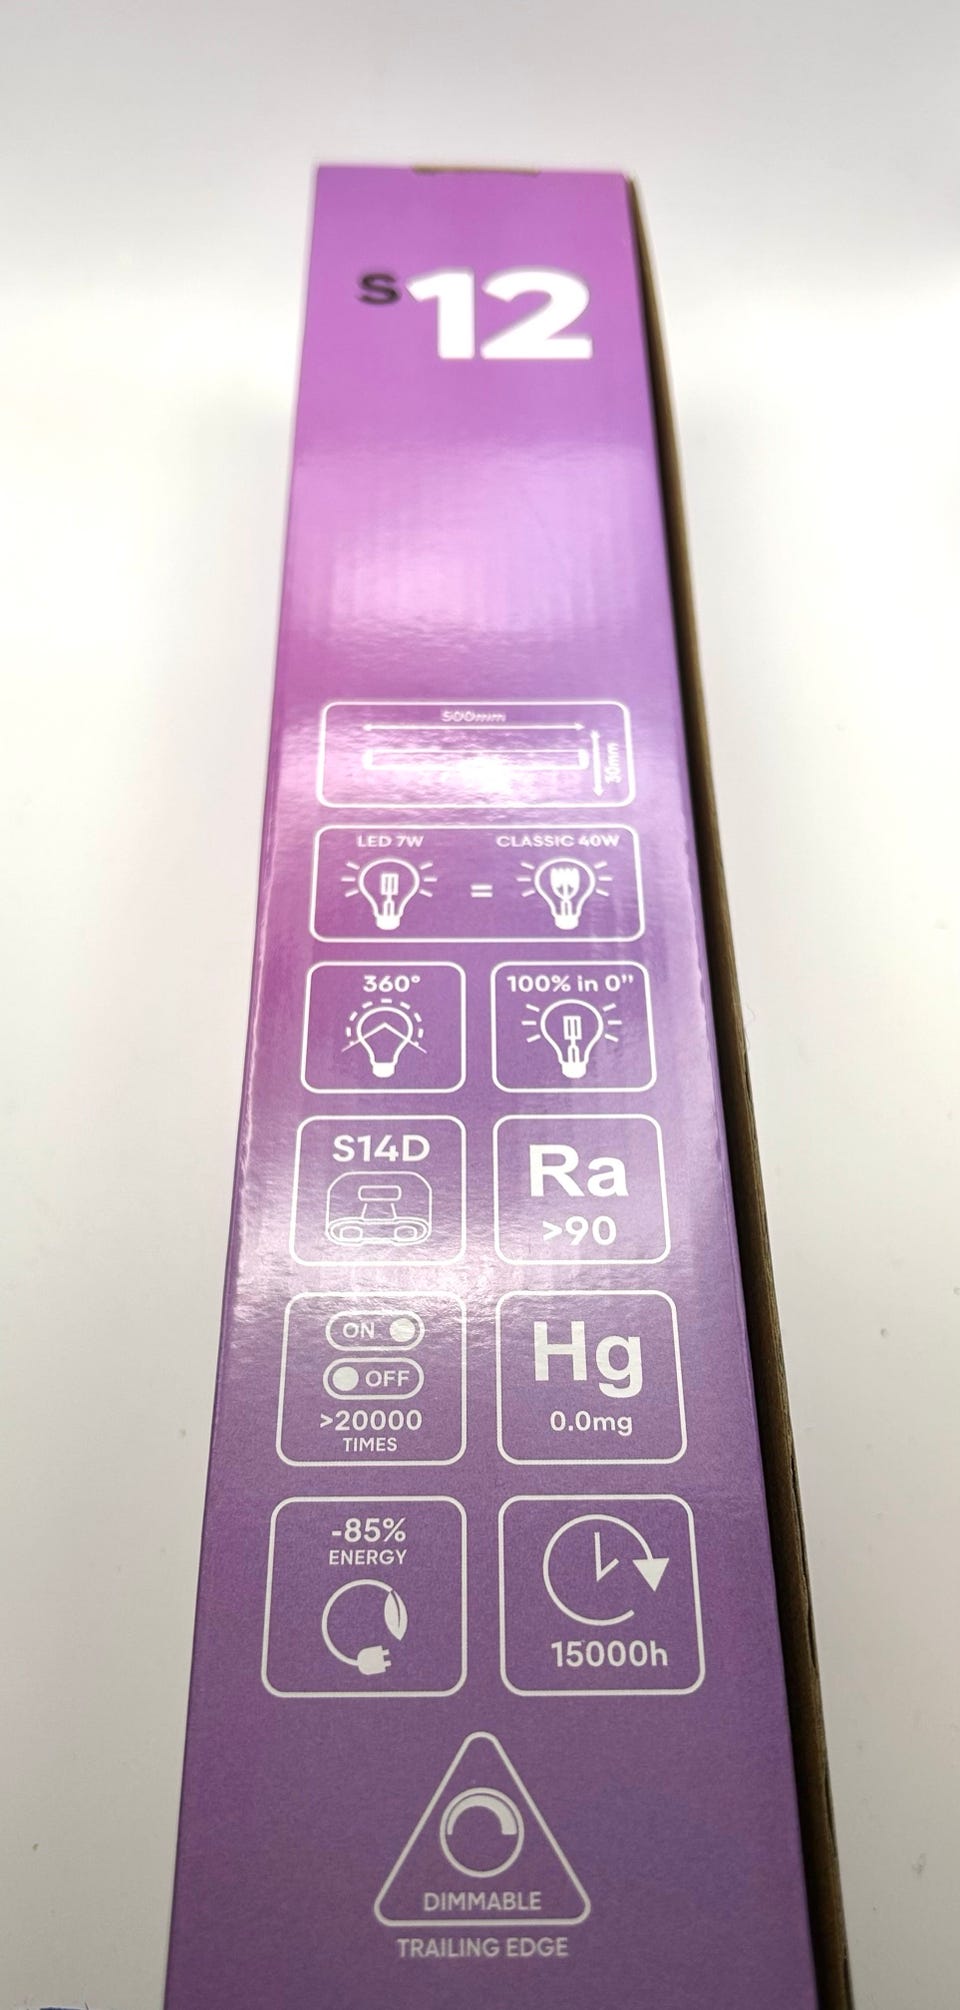 S12
500mm
30mm
LED 7W = CLASSIC 40W
360° 100% in 0”
S14D Ra
>90
ON
OFF
>20000
TIMES
Hg
0.0mg
-85%
ENERGY
15000h
DIMMABLE
TRAILING EDGE